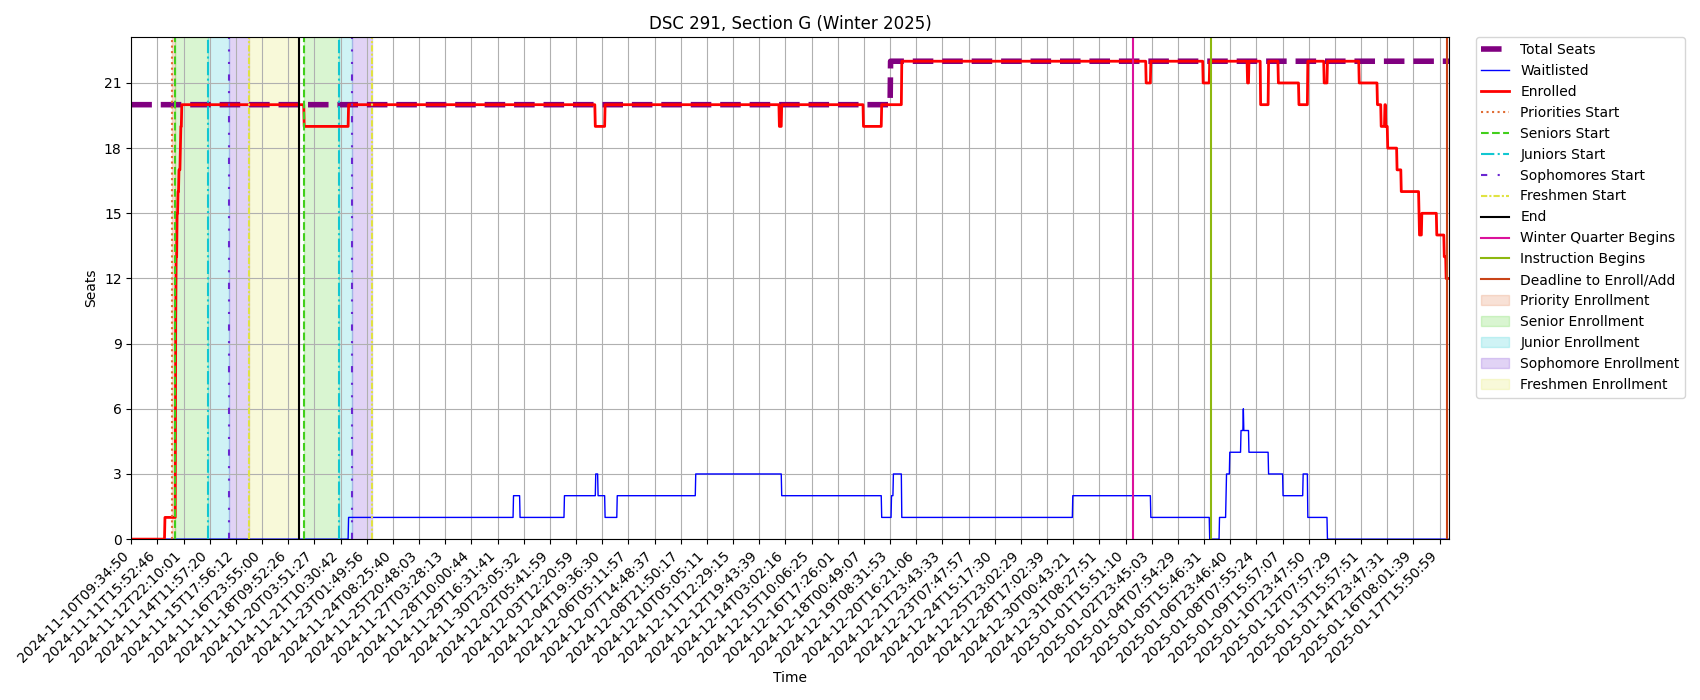 DSC 291, Section G (Winter 2025)
Seats
21
18
15
12
9
6
3
0
2024-11-10T09:34:50
2024-11-11T15:52:46
2024-11-12T22:10:01
2024-11-14T11:57:20
2024-11-15T17:56:12
2024-11-16T23:55:00
2024-11-18T09:52:26
2024-11-20T03:51:27
2024-11-21T10:30:42
2024-11-23T01:49:56
2024-11-24T08:25:40
2024-11-25T20:48:03
2024-11-27T03:28:13
2024-11-28T10:00:44
2024-11-29T16:31:41
2024-11-30T23:05:32
2024-12-02T05:41:59
2024-12-03T12:20:59
2024-12-04T19:36:30
2024-12-06T05:11:57
2024-12-07T14:48:37
2024-12-08T21:50:17
2024-12-10T05:05:11
2024-12-11T12:29:15
2024-12-12T19:43:39
2024-12-14T03:02:16
2024-12-15T10:06:25
2024-12-16T17:26:01
2024-12-18T00:49:07
2024-12-19T08:31:53
2024-12-20T16:21:06
2024-12-21T23:43:33
2024-12-23T07:47:57
2024-12-24T15:17:30
2024-12-25T23:02:29
2024-12-28T17:02:39
2024-12-30T00:43:21
2024-12-31T08:27:51
2025-01-01T15:51:10
2025-01-02T23:45:03
2025-01-04T07:54:29
2025-01-05T15:46:31
2025-01-06T23:46:40
2025-01-08T07:55:24
2025-01-09T15:57:07
2025-01-10T23:47:50
2025-01-12T07:57:29
2025-01-13T15:57:51
2025-01-14T23:47:31
2025-01-16T08:01:39
2025-01-17T15:50:59
Time
Total Seats
Waitlisted
Enrolled
Priorities Start
Seniors Start
Juniors Start
Sophomores Start
Freshmen Start
End
Winter Quarter Begins
Instruction Begins
Deadline to Enroll/Add
Priority Enrollment
Senior Enrollment
Junior Enrollment
Sophomore Enrollment
Freshmen Enrollment